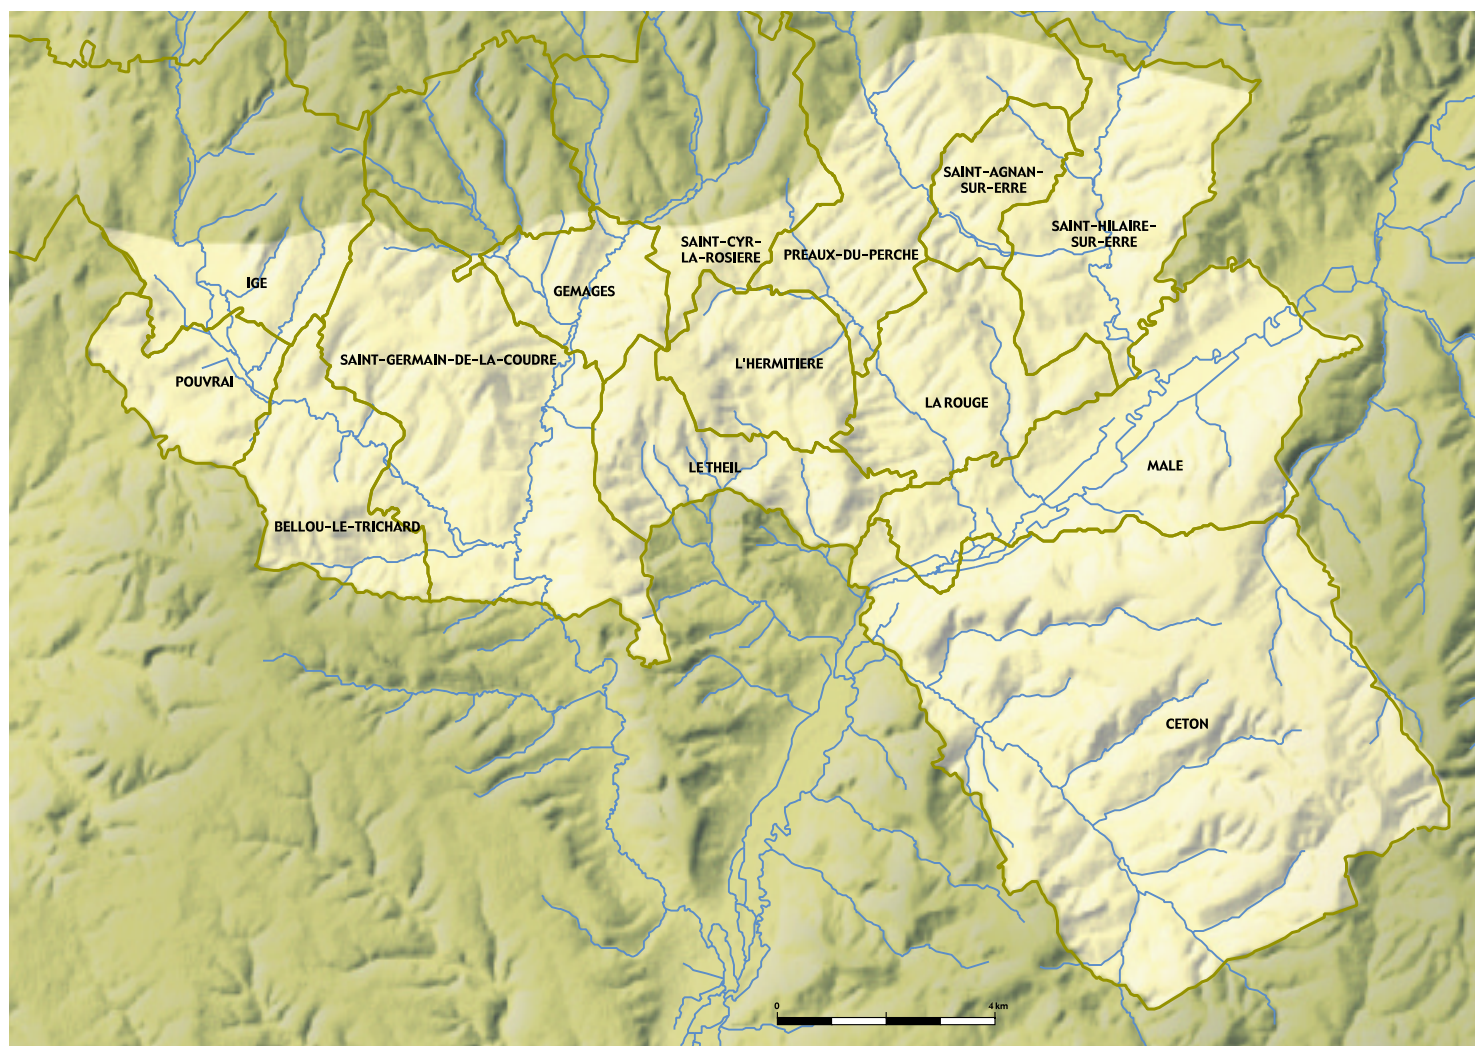 SAINT-AGNAN-
SUR-ERRE
SAINT-HILAIRE-
SUR-ERRE
SAINT-CYR-
LA-ROSIERE
PREAUX-DU-PERCHE
IGE
GEMAGES
SAINT-GERMAIN-DE-LA-COUDRE
L'HERMITIERE
POUVRAI
LA ROUGE
LE THEIL
MALE
BELLOU-LE-TRICHARD
CETON
0 4 km